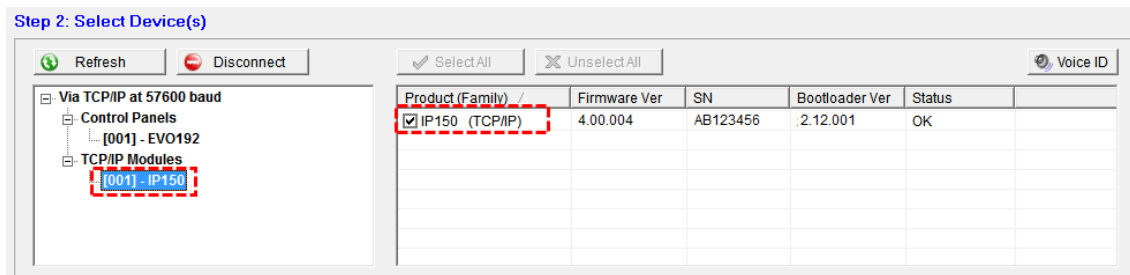 Step 2: Select Device(s)
Refresh Disconnect Select All Unselect All Voice ID
Via TCP/IP at 57600 baud
Control Panels
[001] - EVO192
TCP/IP Modules
[001] - IP150
Product (Family) Firmware Ver SN Bootloader Ver Status
IP150 (TCP/IP) 4.00.004 AB123456 :2.12.001 OK